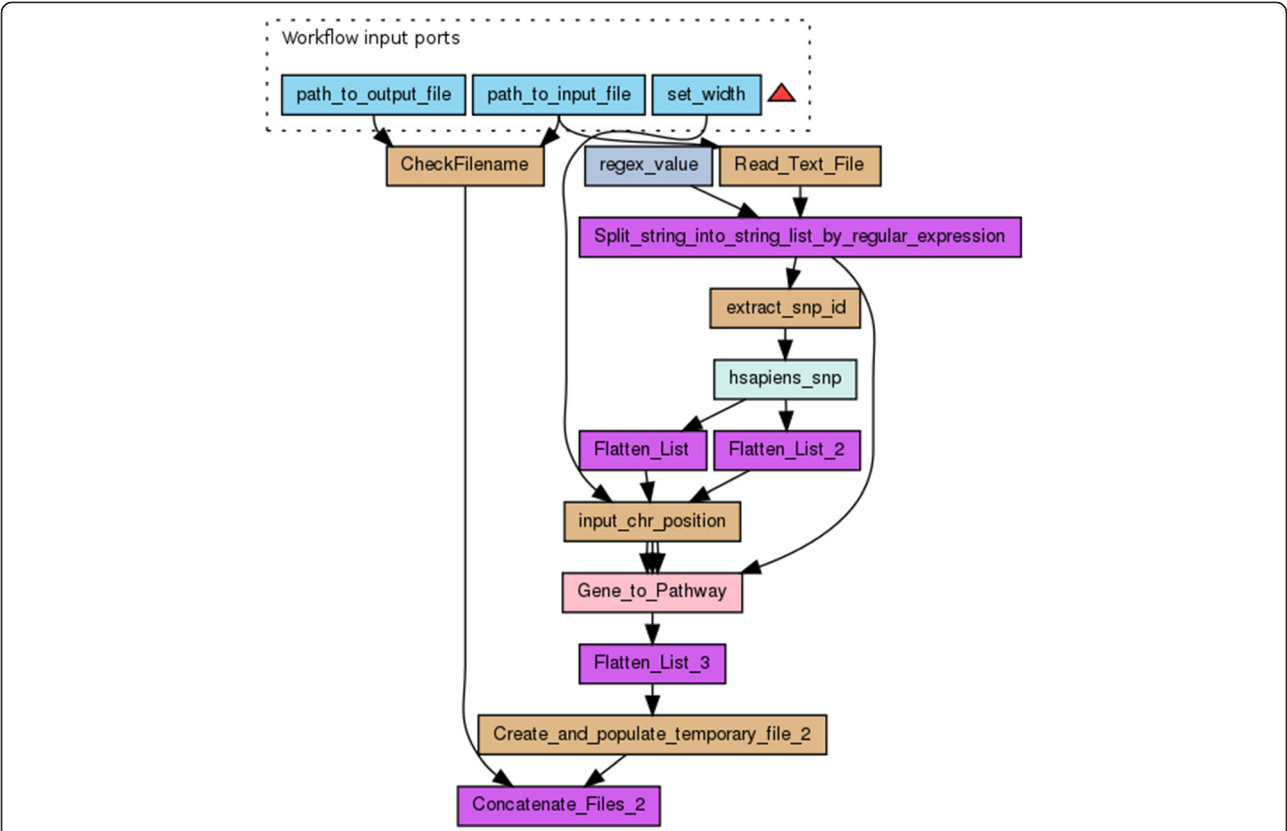 Workflow input ports
path_to_output_file path_to_input_file set_width
CheckFilename regex_value Read_Text_File
Split_string_into_string_list_by_regular_expression
extract_snp_id
hsapiens_snp
Flatten_List Flatten_List_2
input_chr_position
Gene_to_Pathway
Flatten_List_3
Create_and_populate_temporary_file_2
Concatenate_Files_2